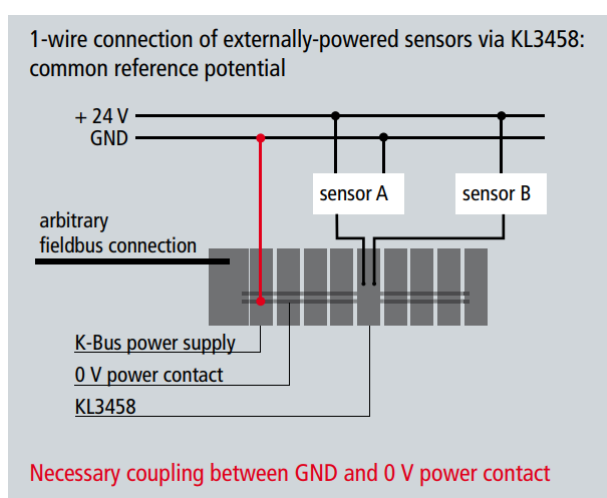 1-wire connection of externally-powered sensors via KL3458:
common reference potential
+ 24 V
GND
sensor A
sensor B
arbitrary
fieldbus connection
K-Bus power supply
0 V power contact
KL3458
Necessary coupling between GND and 0 V power contact